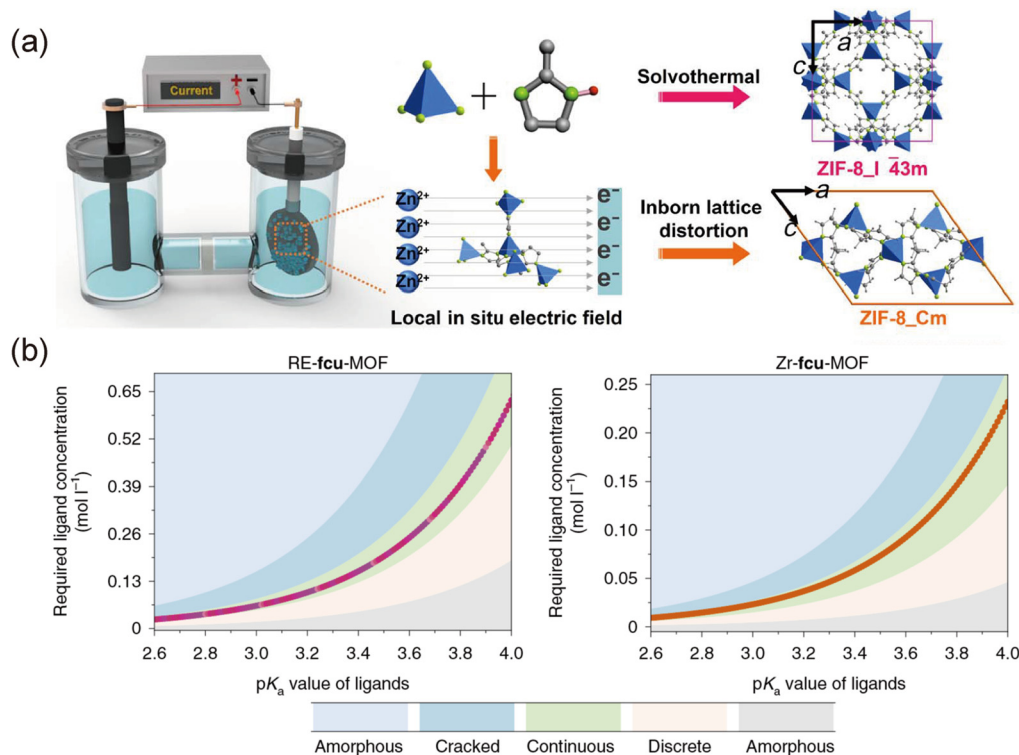 (a)
Current
+
-
+
Solvothermal
a
c
ZIF-8_I 4̅3m
Zn2+
Zn2+
Zn2+
Zn2+
e−
e−
e−
e−
Local in situ electric field
Inborn lattice
distortion
a
c
ZIF-8_Cm
(b)
RE-fcu-MOF
Required ligand concentration
(mol l−1)
0.65
0.52
0.39
0.26
0.13
0
2.6 2.8 3.0 3.2 3.4 3.6 3.8 4.0
pKa value of ligands
Zr-fcu-MOF
Required ligand concentration
(mol l−1)
0.25
0.20
0.15
0.10
0.05
0
2.6 2.8 3.0 3.2 3.4 3.6 3.8 4.0
pKa value of ligands
Amorphous Cracked Continuous Discrete Amorphous